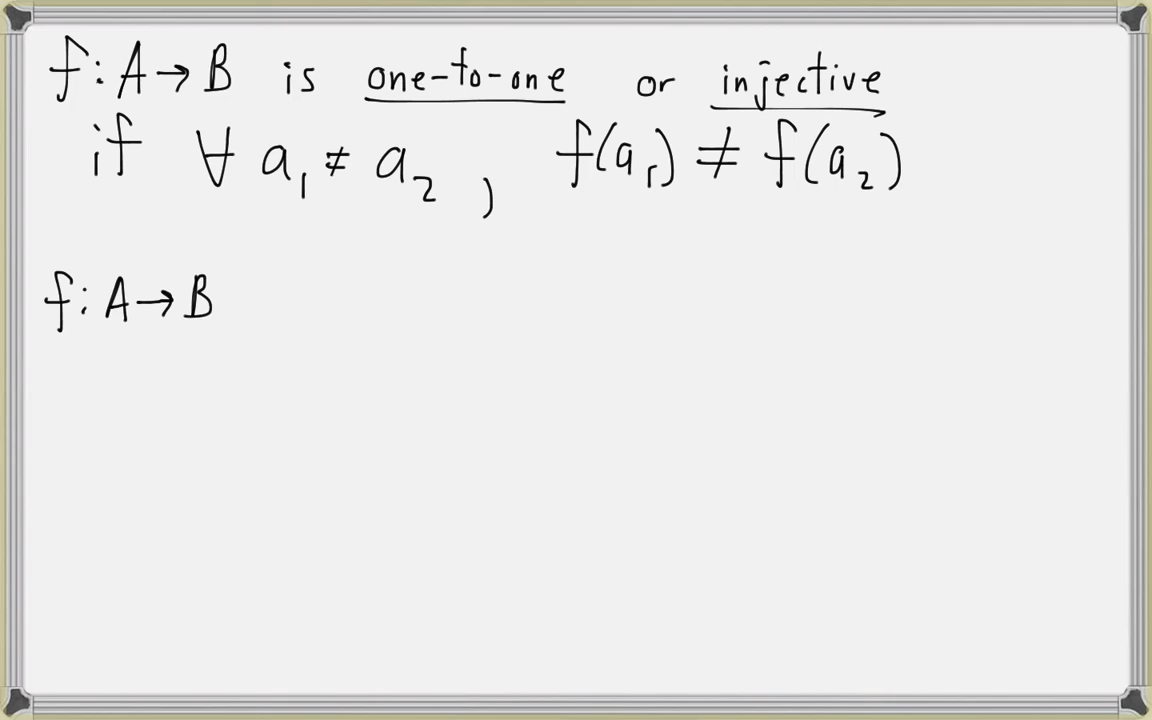 f: A → B is one-to-one or injective
if ∀ a₁ ≠ a₂, f(a₁) ≠ f(a₂)
f: A → B